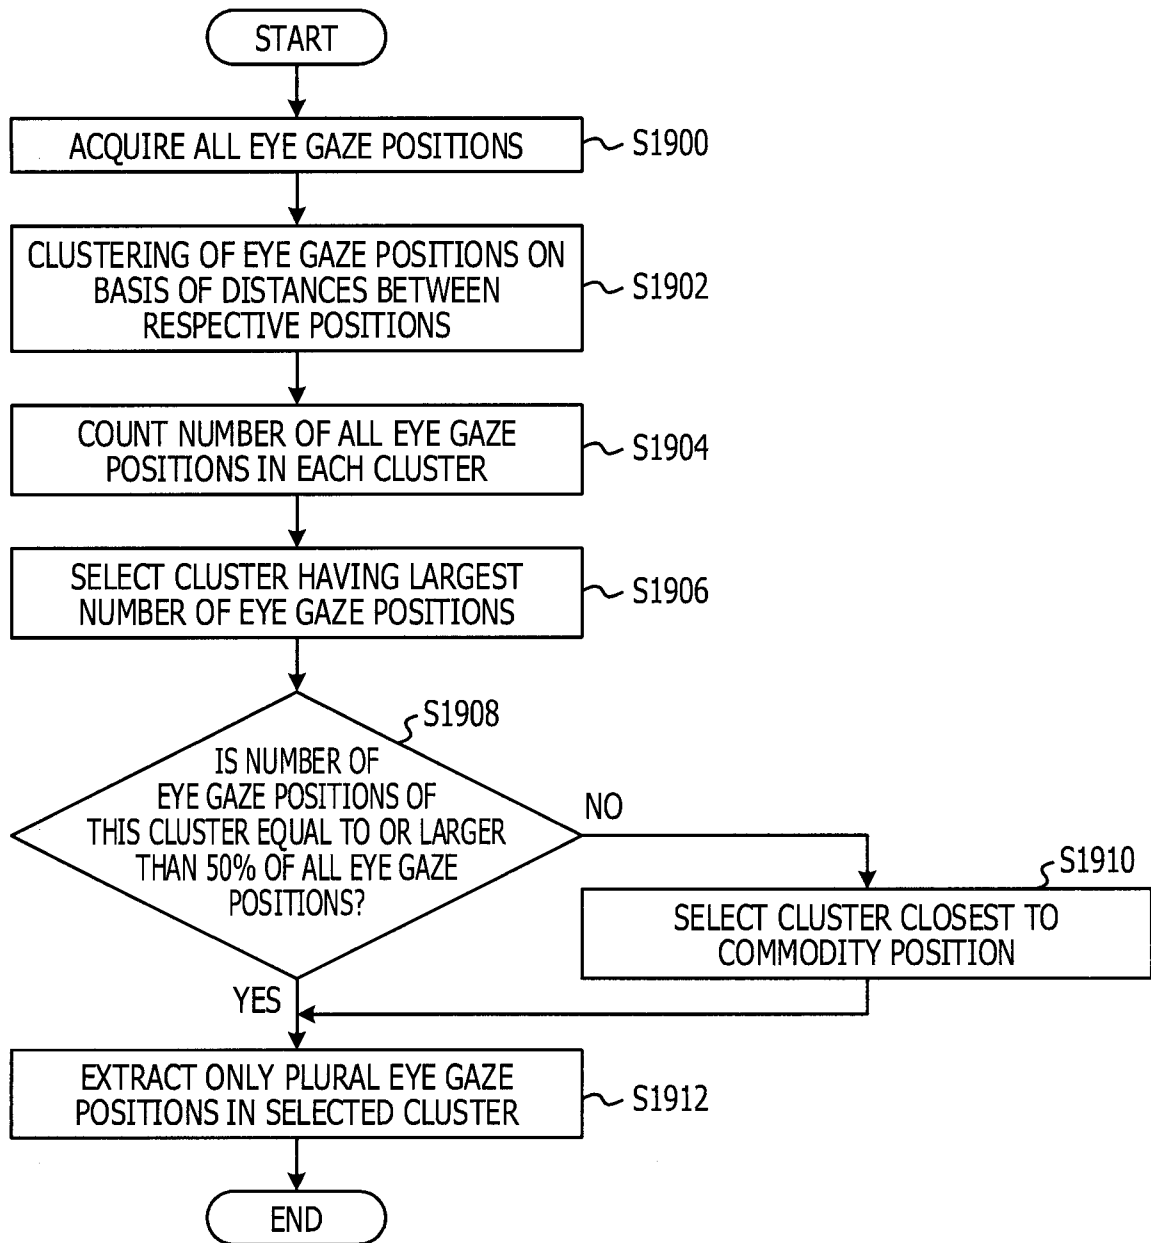 START
ACQUIRE ALL EYE GAZE POSITIONS
S1900
CLUSTERING OF EYE GAZE POSITIONS ON
BASIS OF DISTANCES BETWEEN
RESPECTIVE POSITIONS
S1902
COUNT NUMBER OF ALL EYE GAZE
POSITIONS IN EACH CLUSTER
S1904
SELECT CLUSTER HAVING LARGEST
NUMBER OF EYE GAZE POSITIONS
S1906
S1908
IS NUMBER OF
EYE GAZE POSITIONS OF
THIS CLUSTER EQUAL TO OR LARGER
THAN 50% OF ALL EYE GAZE
POSITIONS?
NO
S1910
SELECT CLUSTER CLOSEST TO
COMMODITY POSITION
YES
EXTRACT ONLY PLURAL EYE GAZE
POSITIONS IN SELECTED CLUSTER
S1912
END